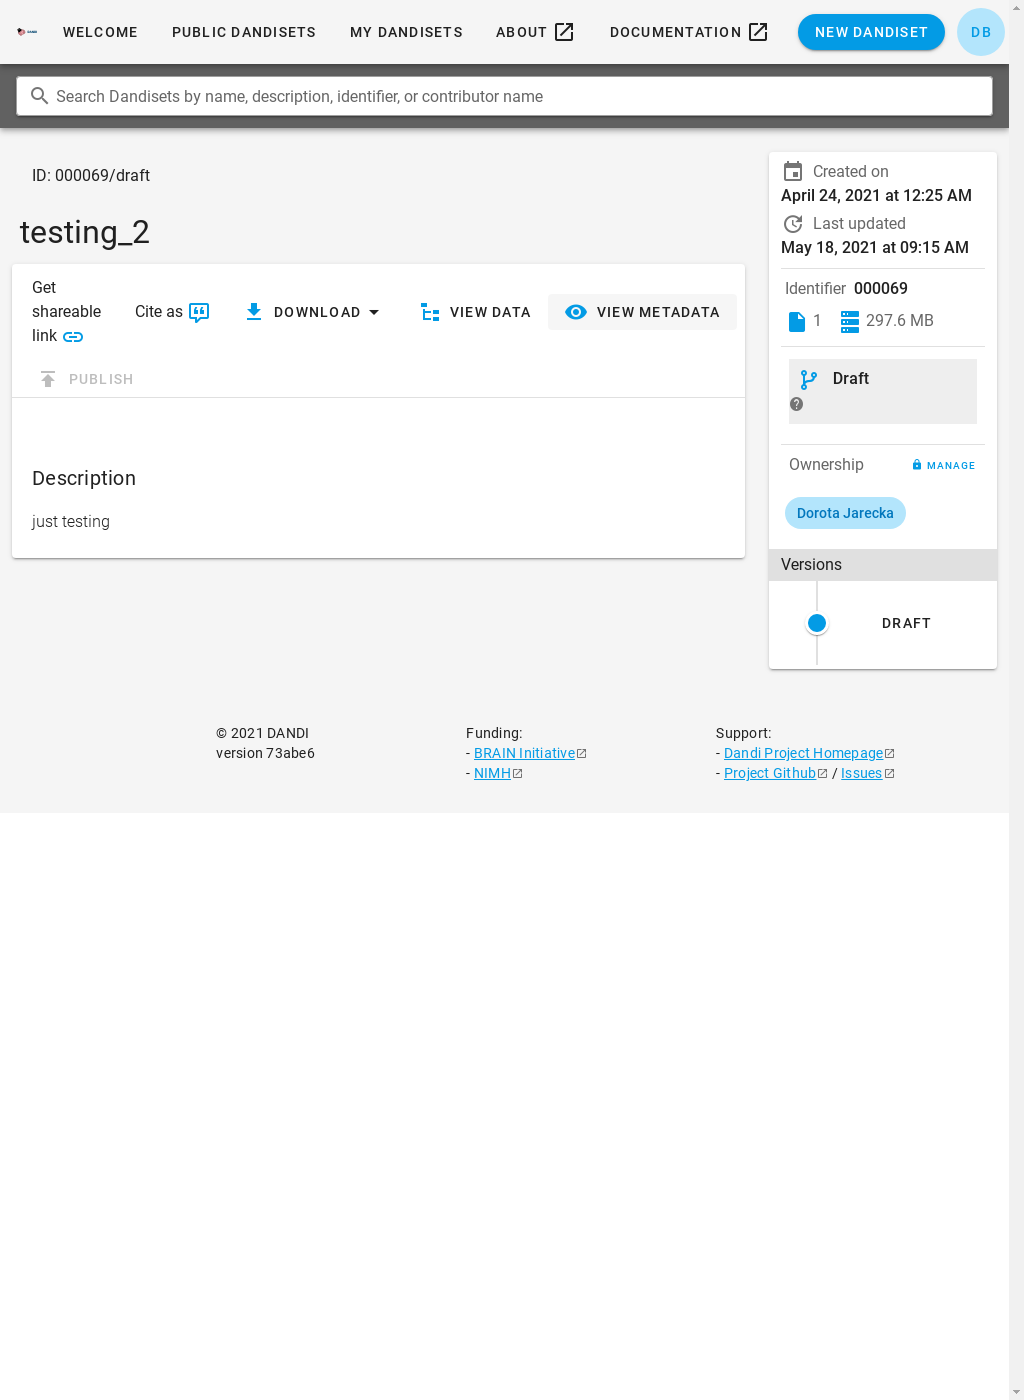 WELCOME PUBLIC DANDISETS MY DANDISETS ABOUT DOCUMENTATION NEW DANDISET DB
Search Dandisets by name, description, identifier, or contributor name
ID: 000069/draft
testing_2
Get shareable link
Cite as
DOWNLOAD
VIEW DATA
VIEW METADATA
PUBLISH
Description
just testing
Created on
April 24, 2021 at 12:25 AM
Last updated
May 18, 2021 at 09:15 AM
Identifier 000069
1 297.6 MB
Draft
Ownership MANAGE
Dorota Jarecka
Versions
DRAFT
© 2021 DANDI
version 73abe6
Funding:
- BRAIN Initiative
- NIMH
Support:
- Dandi Project Homepage
- Project Github / Issues